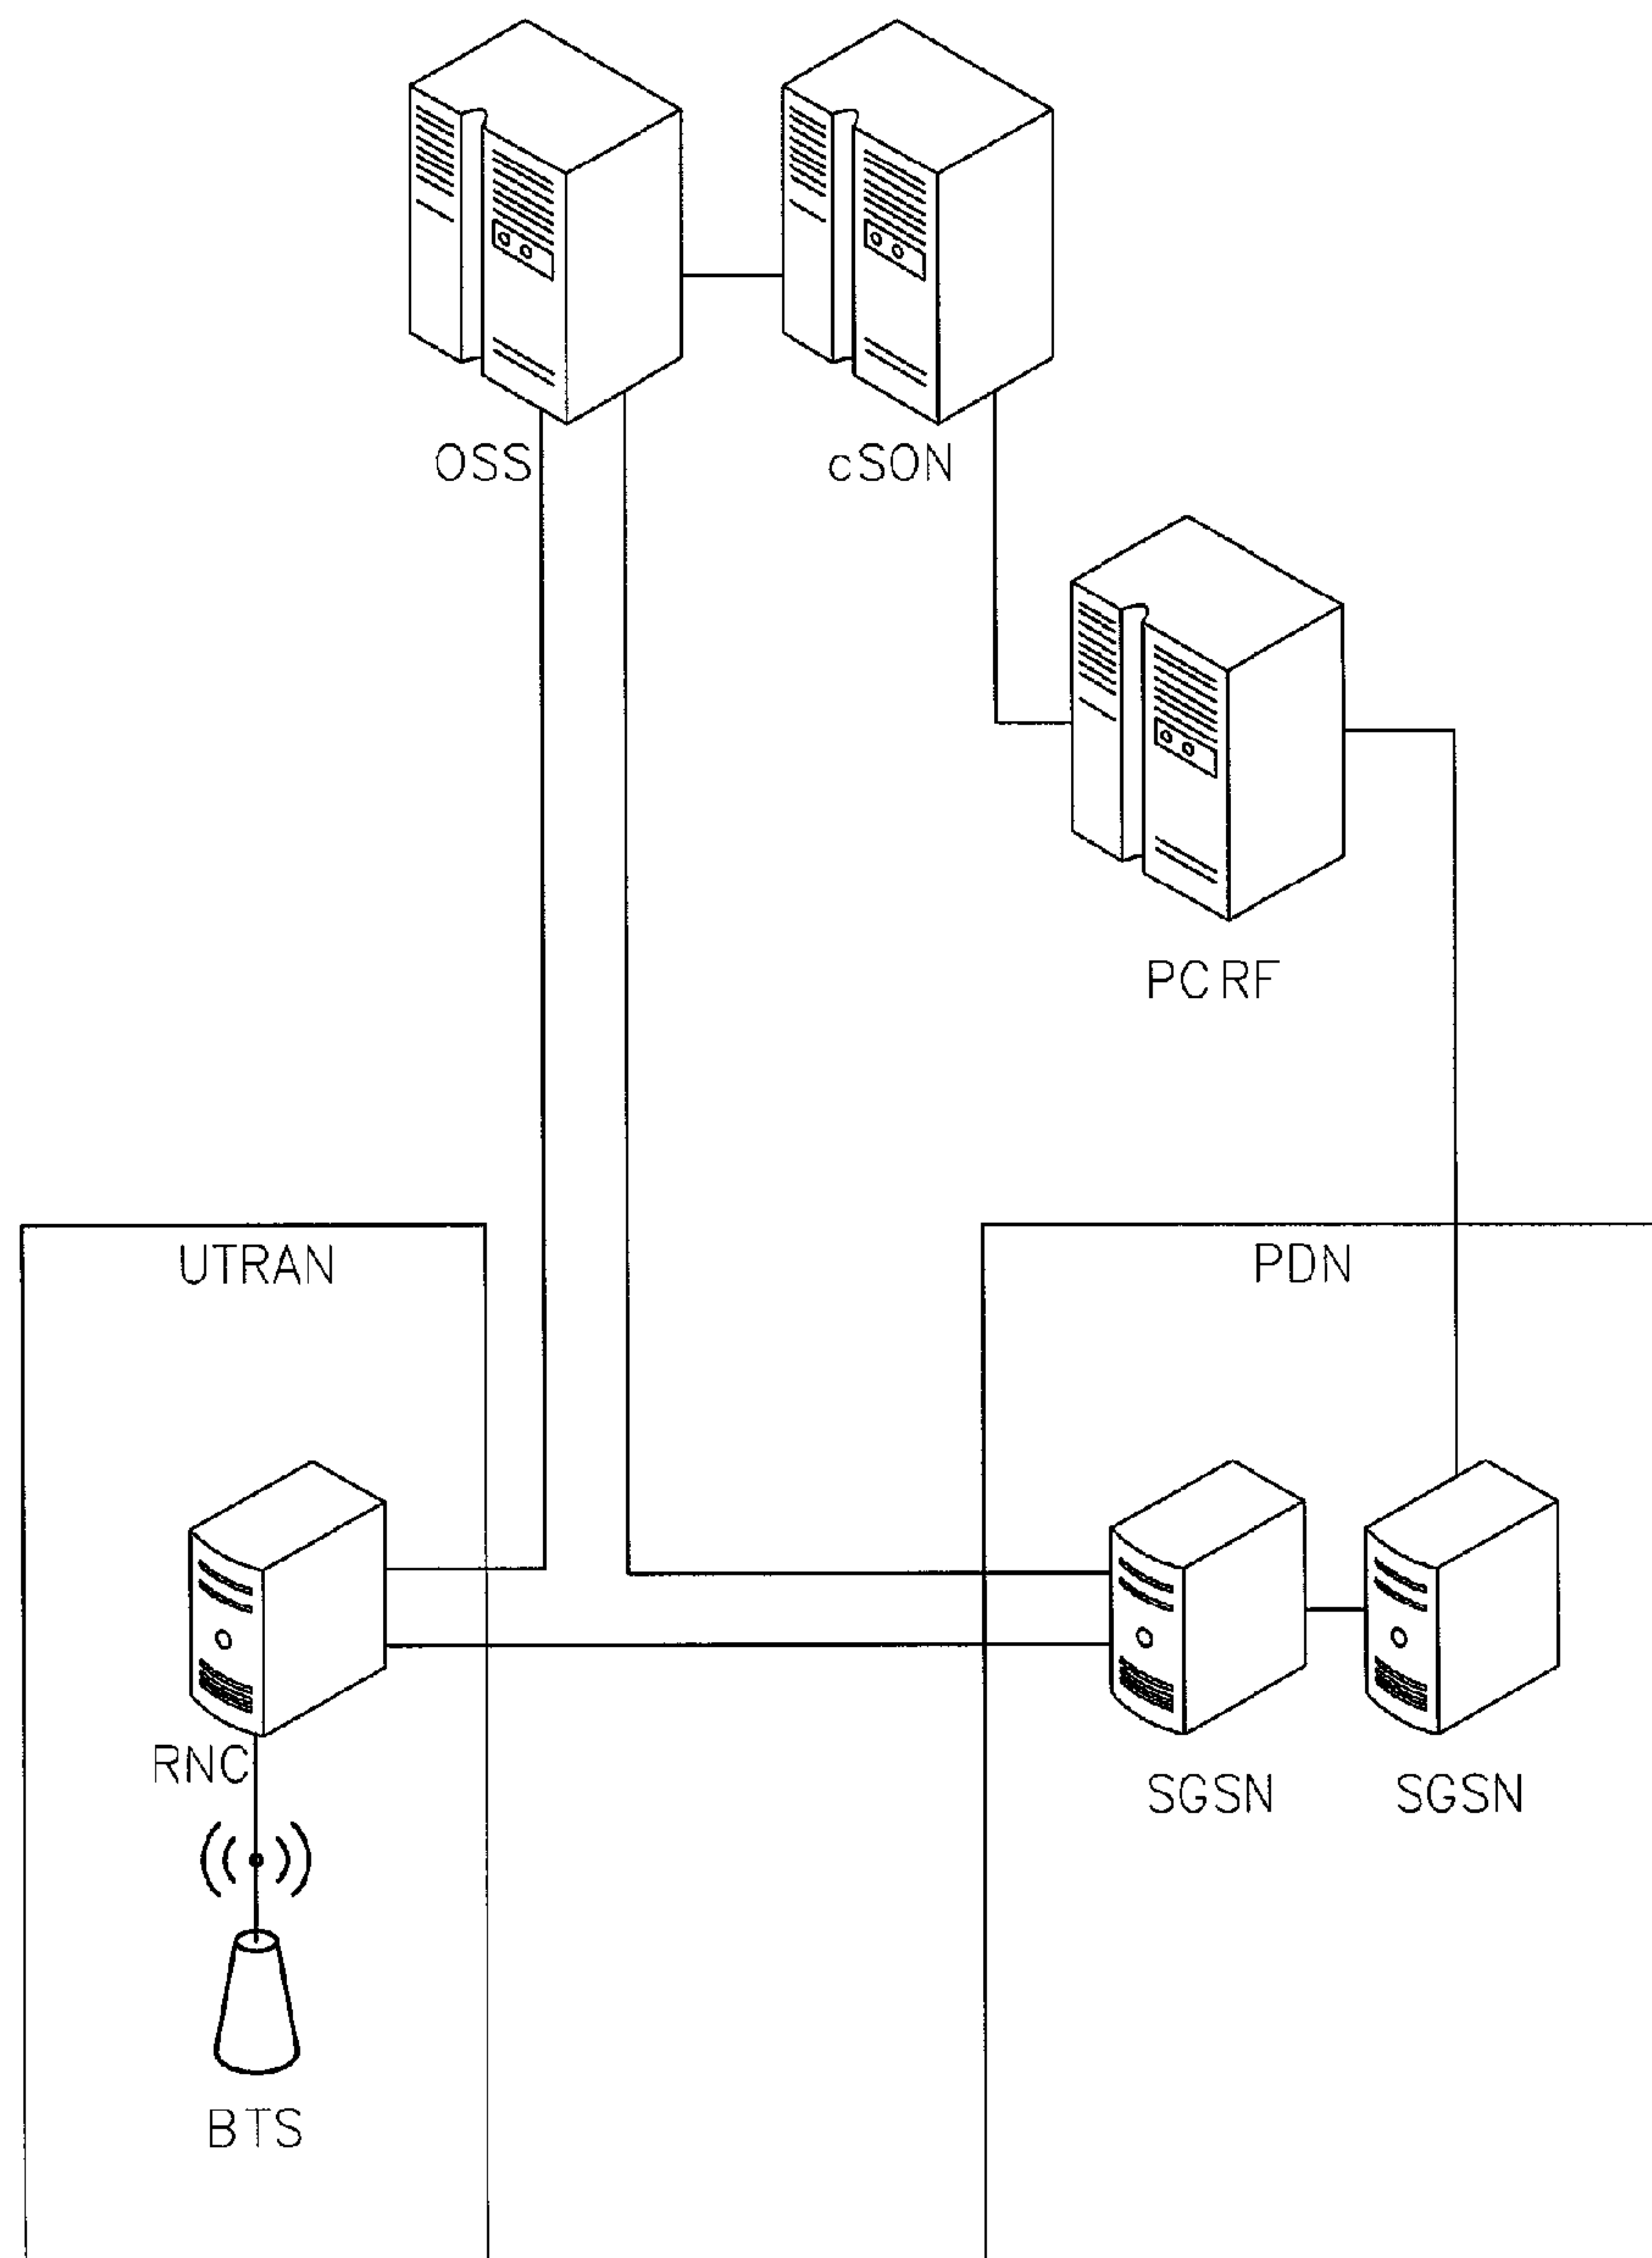 OSS
cSON
PCRF
UTRAN
PDN
RNC
SGSN
SGSN
BTS